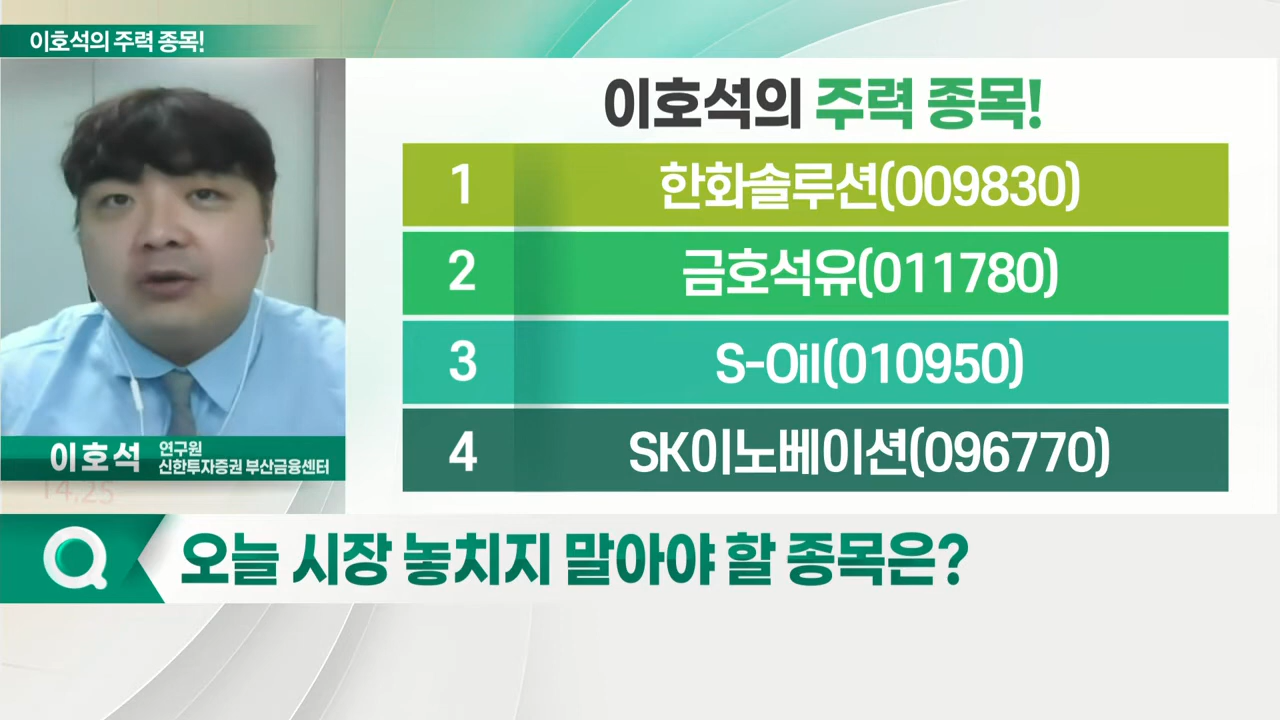 이호석의 주력 종목!
이호석의 주력 종목!
1 한화솔루션(009830)
2 금호석유(011780)
3 S-Oil(010950)
4 SK이노베이션(096770)
이호석 연구원
신한투자증권 부산금융센터
14,25
오늘 시장 놓치지 말아야 할 종목은?